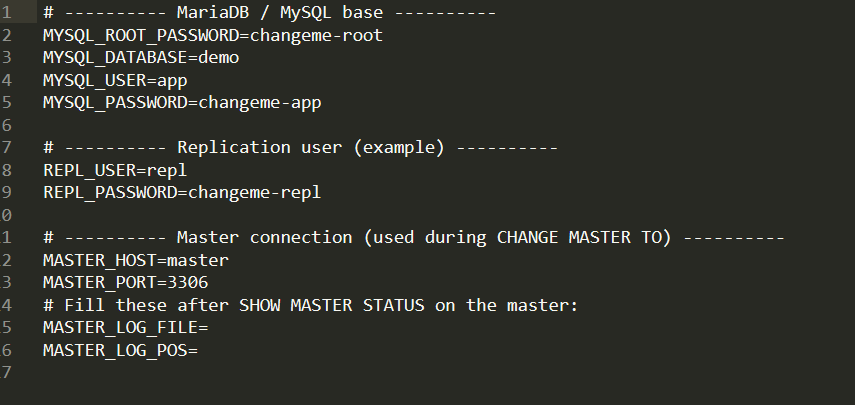 1 # ---------- MariaDB / MySQL base ----------
2 MYSQL_ROOT_PASSWORD=changeme-root
3 MYSQL_DATABASE=demo
4 MYSQL_USER=app
5 MYSQL_PASSWORD=changeme-app
6
7 # ---------- Replication user (example) ----------
8 REPL_USER=repl
9 REPL_PASSWORD=changeme-repl
0
1 # ---------- Master connection (used during CHANGE MASTER TO) ----------
2 MASTER_HOST=master
3 MASTER_PORT=3306
4 # Fill these after SHOW MASTER STATUS on the master:
5 MASTER_LOG_FILE=
6 MASTER_LOG_POS=
7